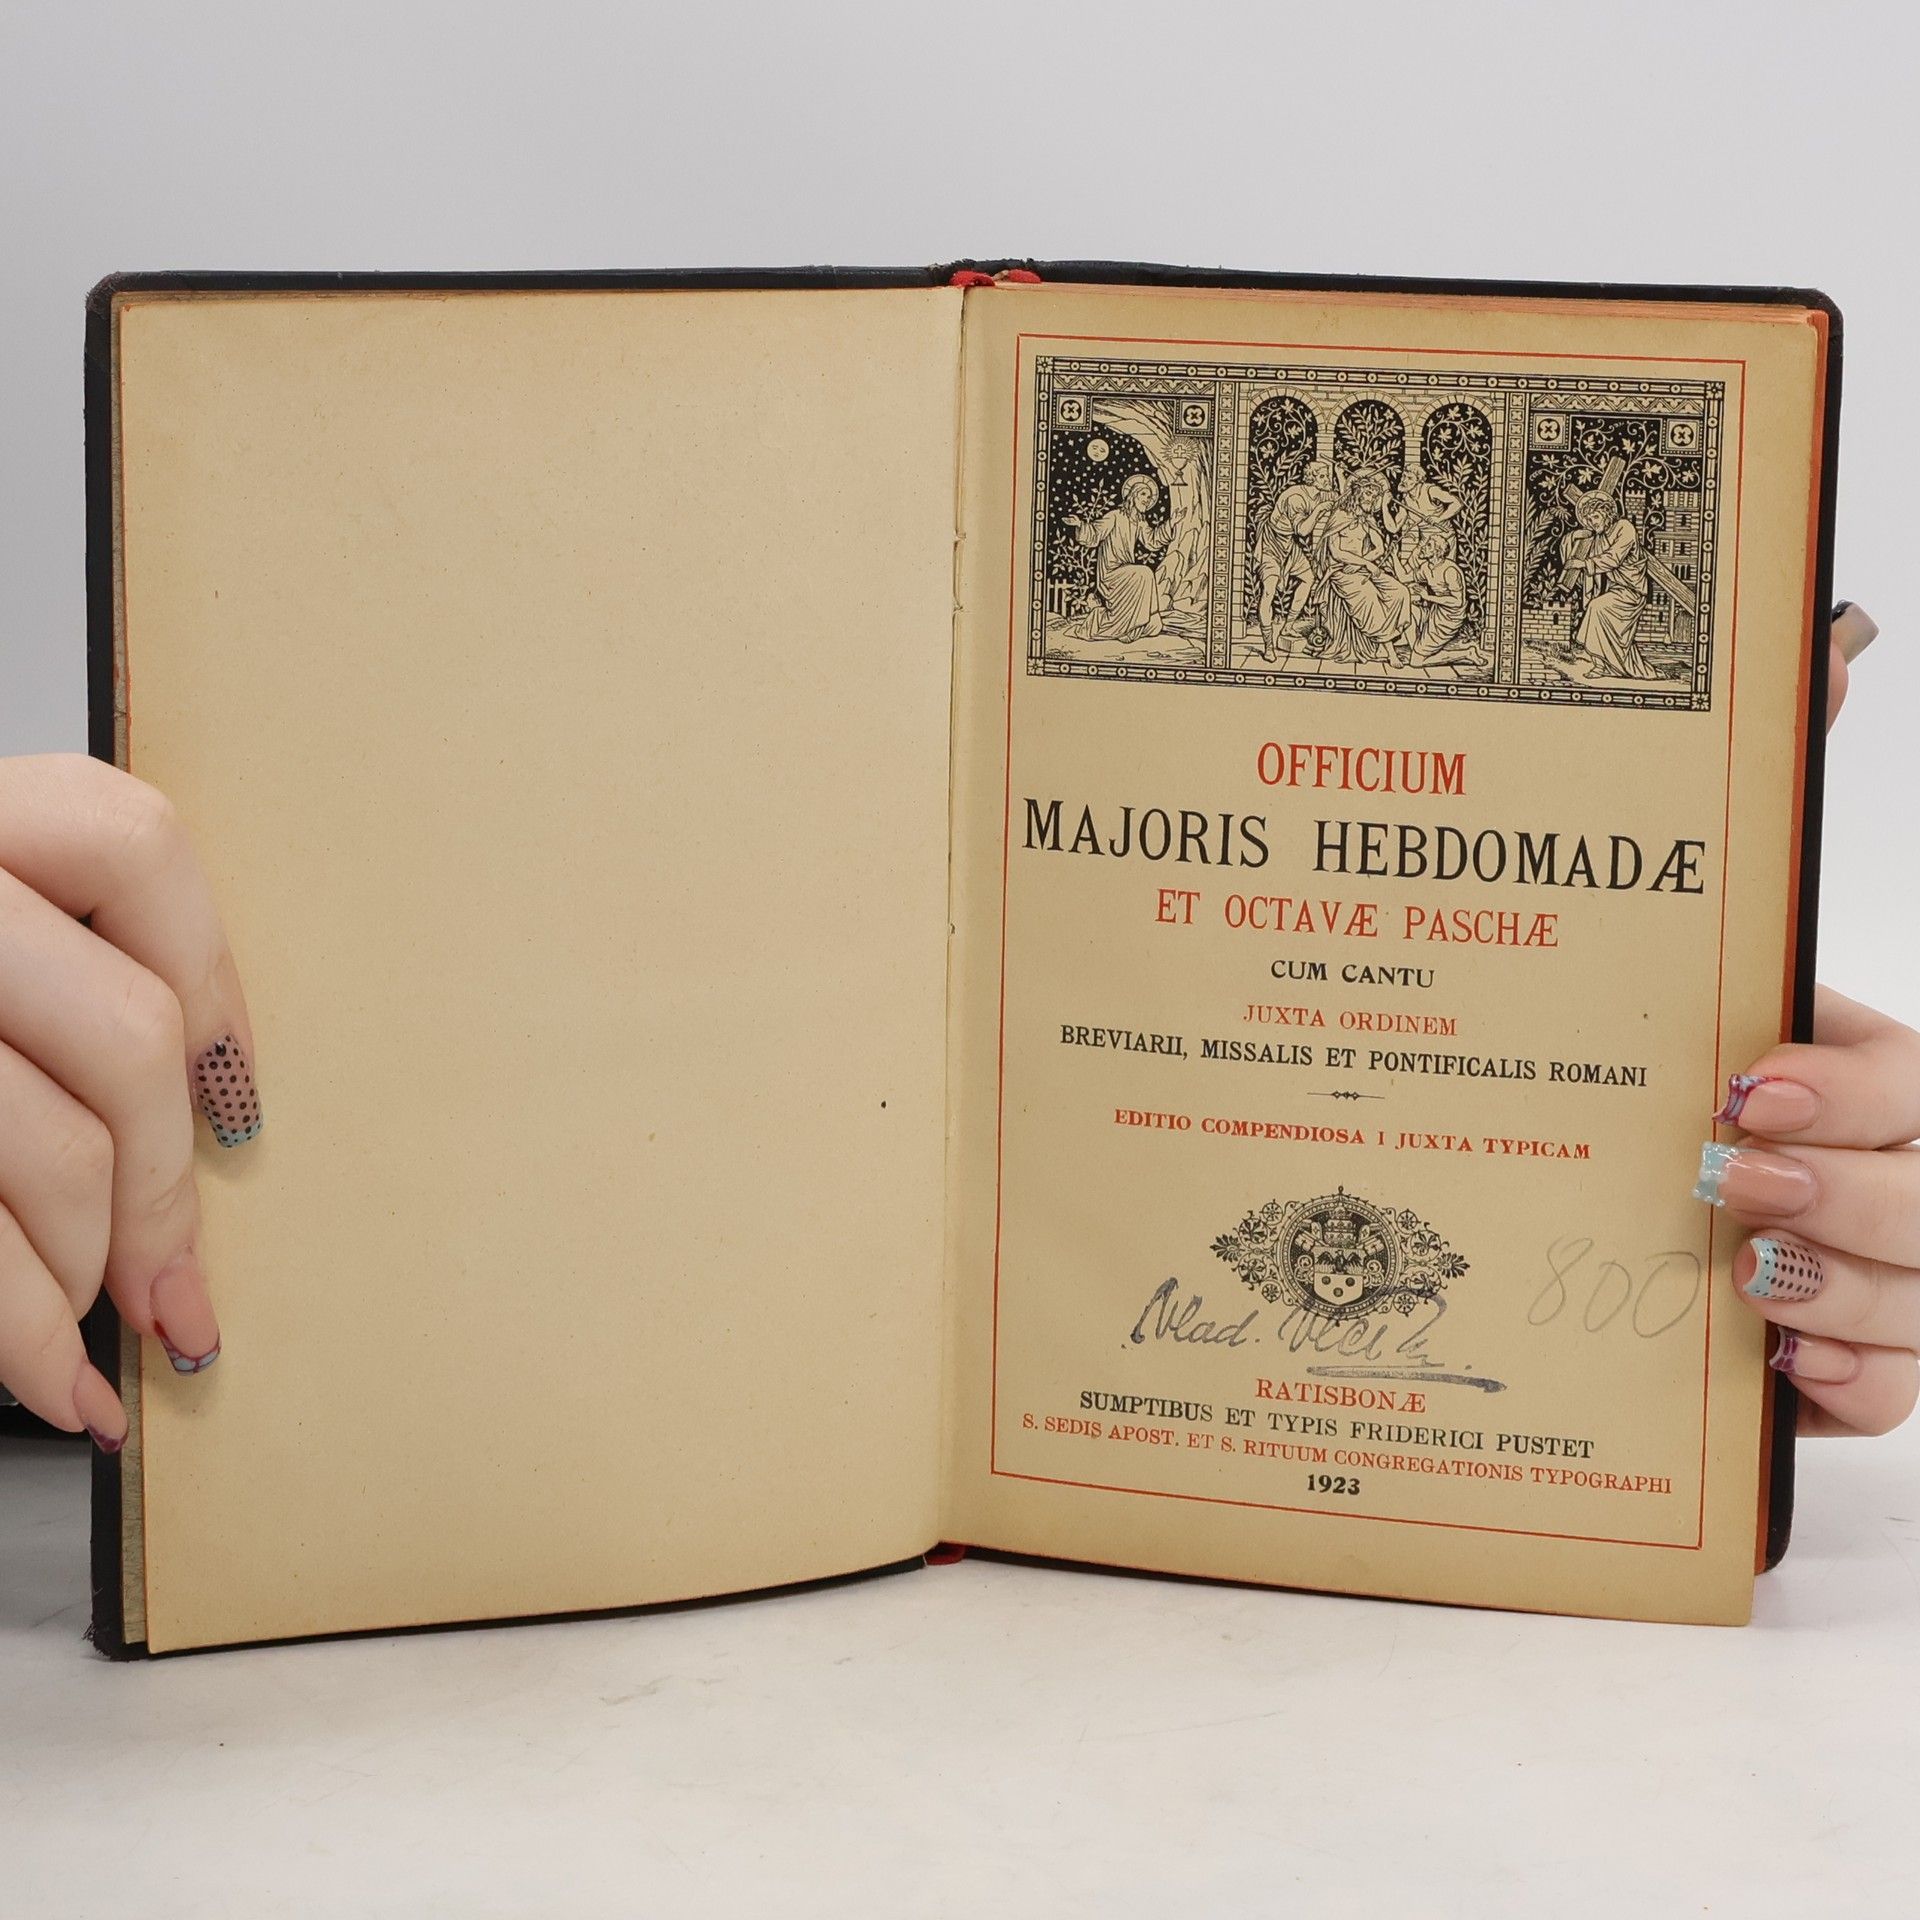 OFFICIUM
MAJORIS HEBDOMADÆ
ET OCTAVÆ PASCHÆ
CUM CANTU
JUXTA ORDINEM
BREVIARII, MISSALIS ET PONTIFICALIS ROMANI
EDITIO COMPENDIOSA I JUXTA TYPICAM
800
Vlad.
RATISBONÆ
SUMPTIBUS ET TYPIS FRIDERICI PUSTET
S. SEDIS APOST. ET S. RITUUM CONGREGATIONIS TYPOGRAPHI
1923